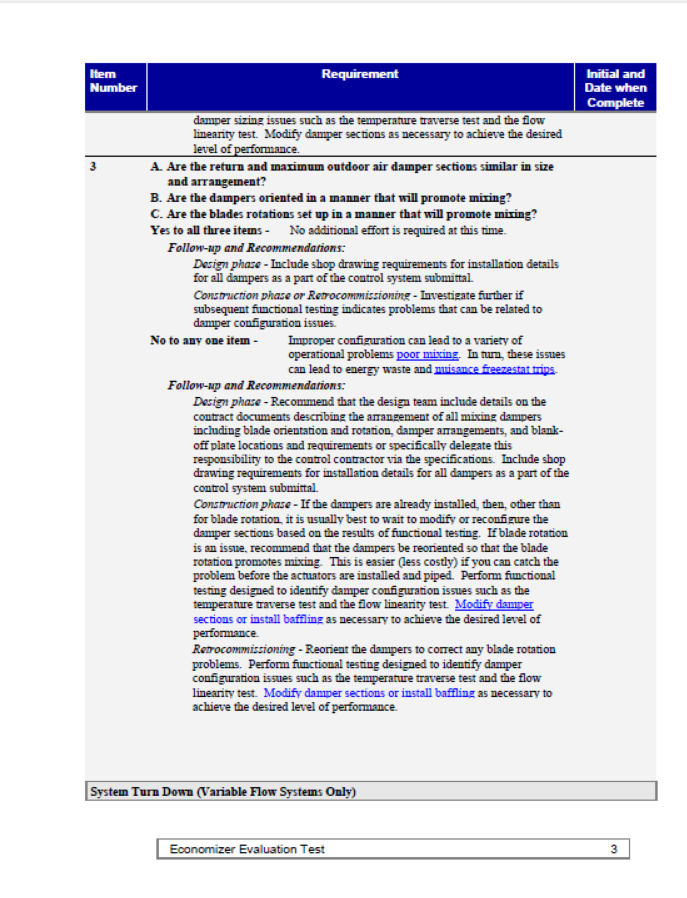 Item Number
Requirement
Initial and Date when Complete
damper sizing issues such as the temperature traverse test and the flow
linearity test.  Modify damper sections as necessary to achieve the desired
level of performance.
3
A. Are the return and maximum outdoor air damper sections similar in size
and arrangement?
B. Are the dampers oriented in a manner that will promote mixing?
C. Are the blades rotations set up in a manner that will promote mixing?
Yes to all three items - No additional effort is required at this time.
Follow-up and Recommendations:
Design phase - Include shop drawing requirements for installation details
for all dampers as a part of the control system submittal.
Construction phase or Retrocommissioning - Investigate further if
subsequent functional testing indicates problems that can be related to
damper configuration issues.
No to any one item - Improper configuration can lead to a variety of
operational problems poor mixing.  In turn, these issues
can lead to energy waste and nuisance freezestat trips.
Follow-up and Recommendations:
Design phase - Recommend that the design team include details on the
contract documents describing the arrangement of all mixing dampers
including blade orientation and rotation, damper arrangements, and blank-
off plate locations and requirements or specifically delegate this
responsibility to the control contractor via the specifications.  Include shop
drawing requirements for installation details for all dampers as a part of the
control system submittal.
Construction phase - If the dampers are already installed, then, other than
for blade rotation, it is usually best to wait to modify or reconfigure the
damper sections based on the results of functional testing.  If blade rotation
is an issue, recommend that the dampers be reoriented so that the blade
rotation promotes mixing.  This is easier (less costly) if you can catch the
problem before the actuators are installed and piped.  Perform functional
testing designed to identify damper configuration issues such as the
temperature traverse test and the flow linearity test.  Modify damper
sections or install baffling as necessary to achieve the desired level of
performance.
Retrocommissioning - Reorient the dampers to correct any blade rotation
problems.  Perform functional testing designed to identify damper
configuration issues such as the temperature traverse test and the flow
linearity test.  Modify damper sections or install baffling as necessary to
achieve the desired level of performance.
System Turn Down (Variable Flow Systems Only)
Economizer Evaluation Test 3